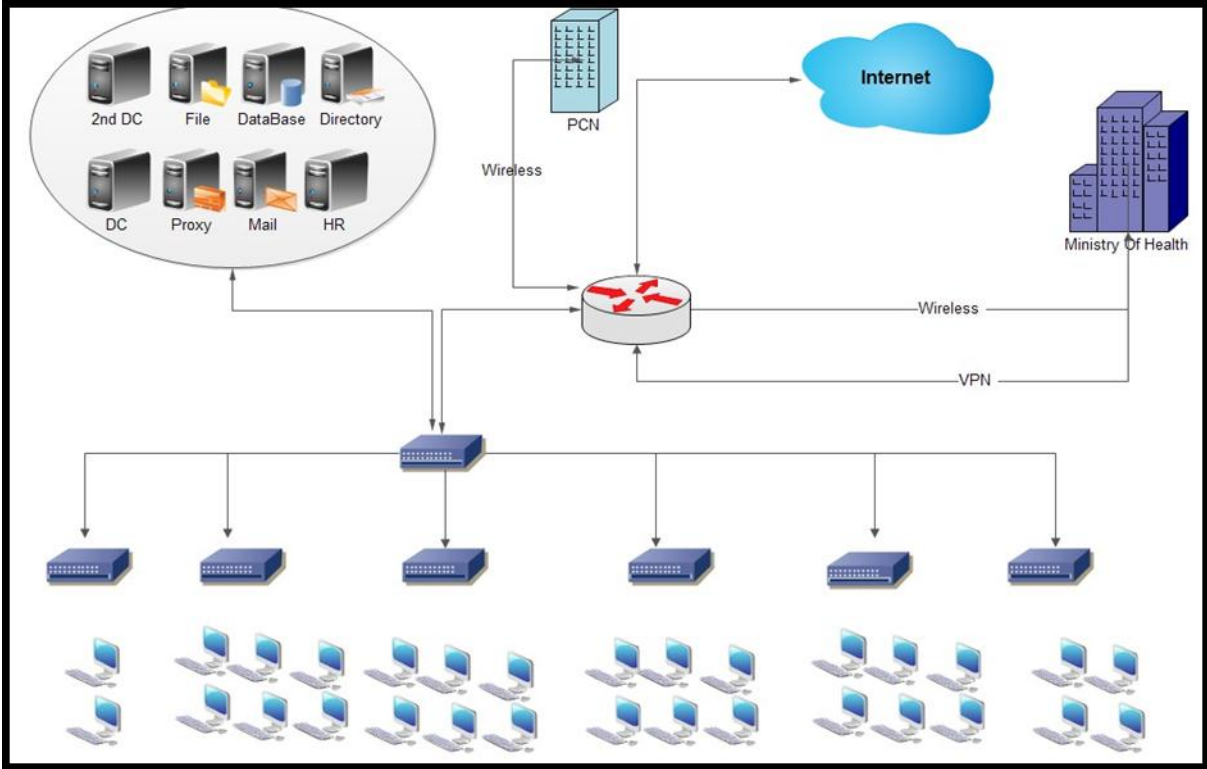 2nd DC
File
DataBase
Directory
DC
Proxy
Mail
HR
PCN
Wireless
Internet
Ministry Of Health
Wireless
VPN